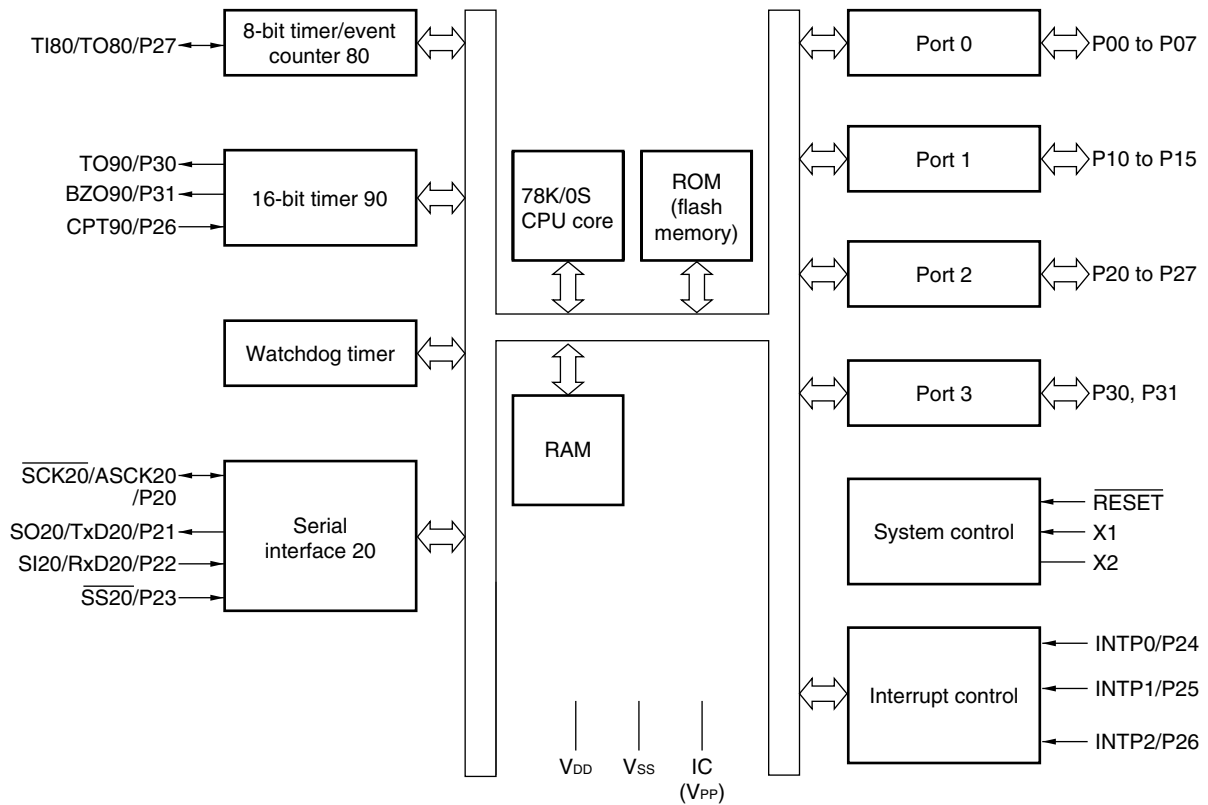 TI80/TO80/P27
8-bit timer/event
counter 80
TO90/P30
BZO90/P31
CPT90/P26
16-bit timer 90
Watchdog timer
SCK20/ASCK20
/P20
SO20/TxD20/P21
SI20/RxD20/P22
SS20/P23
Serial
interface 20
78K/0S
CPU core
ROM
(flash
memory)
RAM
VDD
VSS
IC
(VPP)
Port 0
P00 to P07
Port 1
P10 to P15
Port 2
P20 to P27
Port 3
P30, P31
System control
RESET
X1
X2
Interrupt control
INTP0/P24
INTP1/P25
INTP2/P26